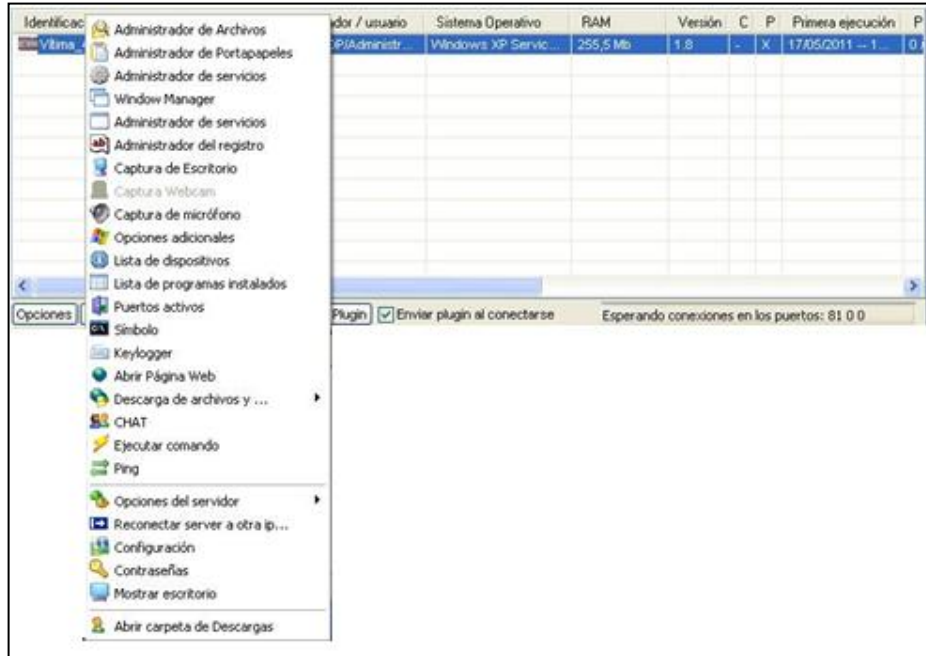 Identificac ador / usuario Sistema Operativo RAM Versión C P Primera ejecución P
Vítima_ OP/Administr... Windows XP Servic... 255,5 Mb 1.8 - X 17/05/2011 -- 1... 0
Administrador de Archivos
Administrador de Portapapeles
Administrador de servicios
Window Manager
Administrador de servicios
Administrador del registro
Captura de Escritorio
Captura Webcam
Captura de micrófono
Opciones adicionales
Lista de dispositivos
Lista de programas instalados
Puertos activos
Símbolo
Keylogger
Abrir Página Web
Descarga de archivos y ...
CHAT
Ejecutar comando
Ping
Opciones del servidor
Reconectar server a otra ip...
Configuración
Contraseñas
Mostrar escritorio
Abrir carpeta de Descargas
Opciones Plugin Enviar plugin al conectarse Esperando conexiones en los puertos: 81 0 0